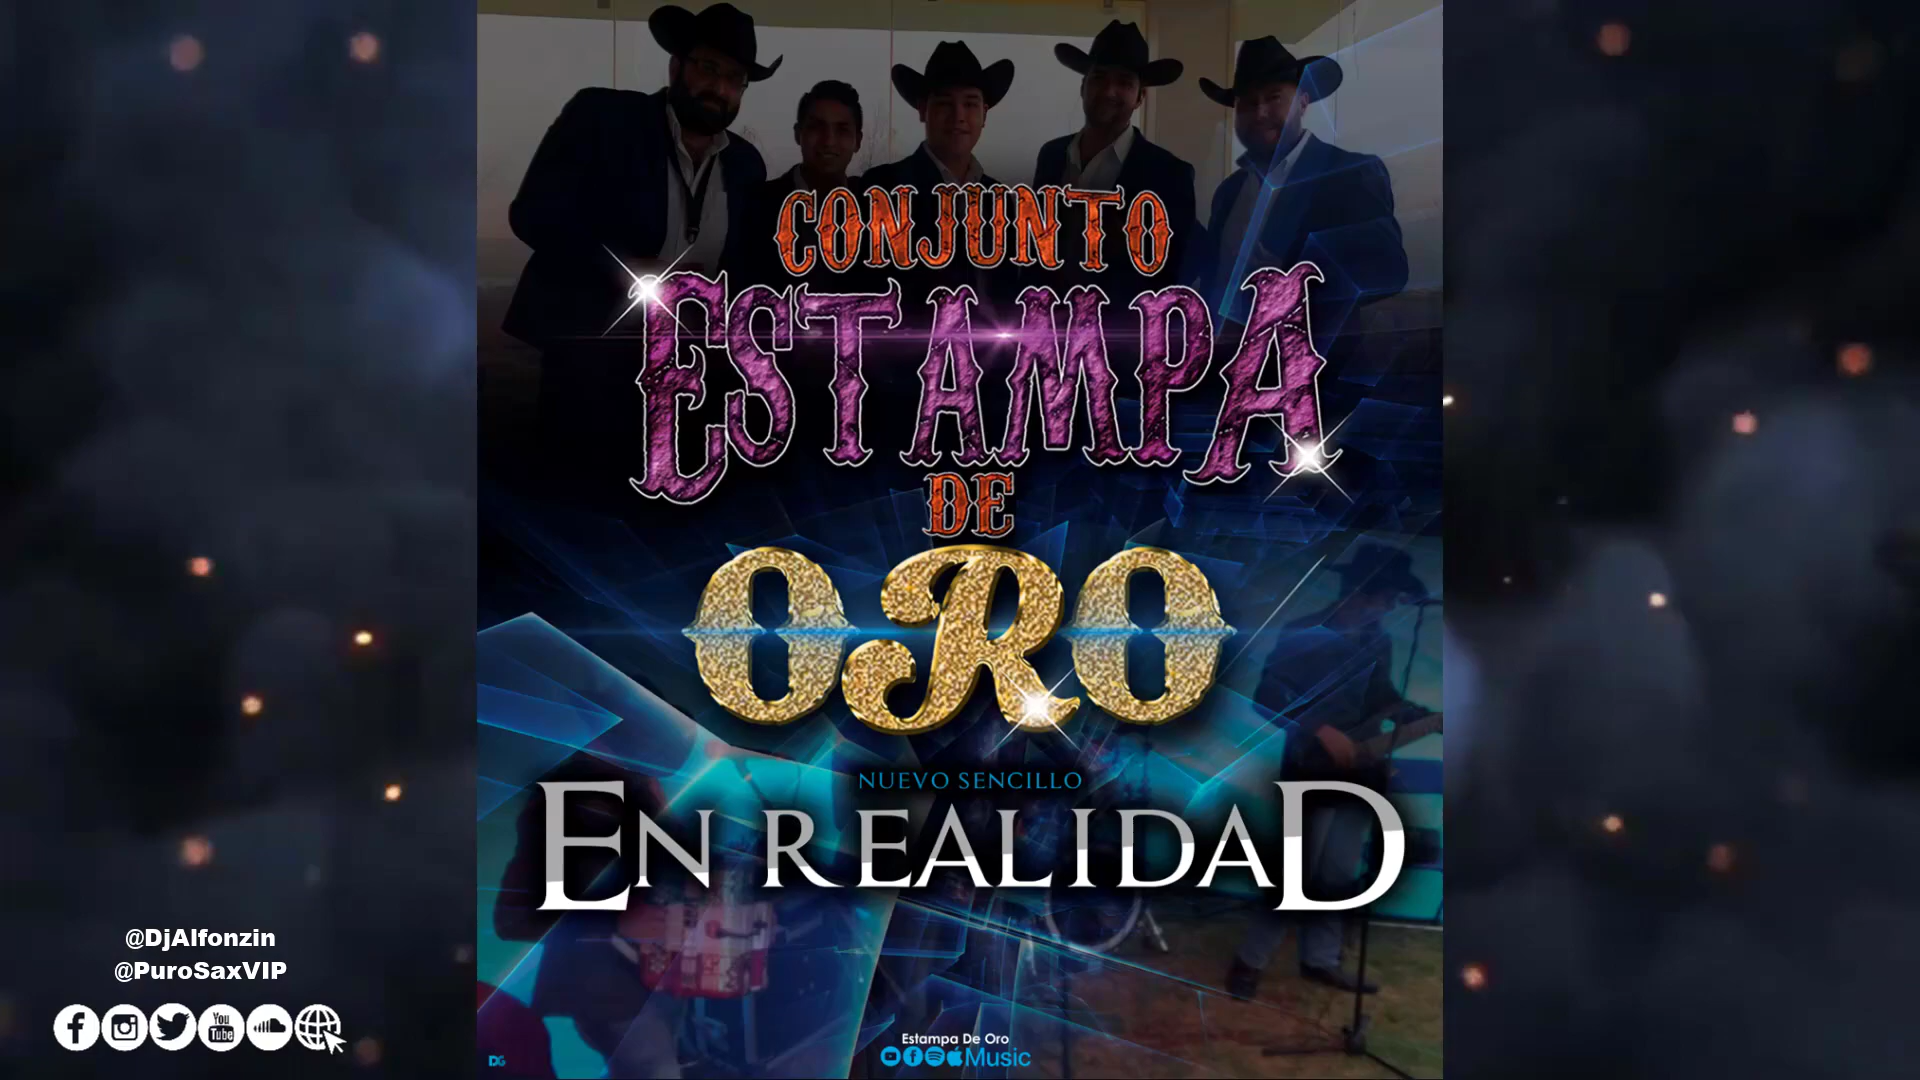 CONJUNTO
ESTAMPA
DE
ORO
NUEVO SENCILLO
EN REALIDAD
@DjAlfonzin
@PuroSaxVIP
You
Tube
Estampa De Oro
Music
DG